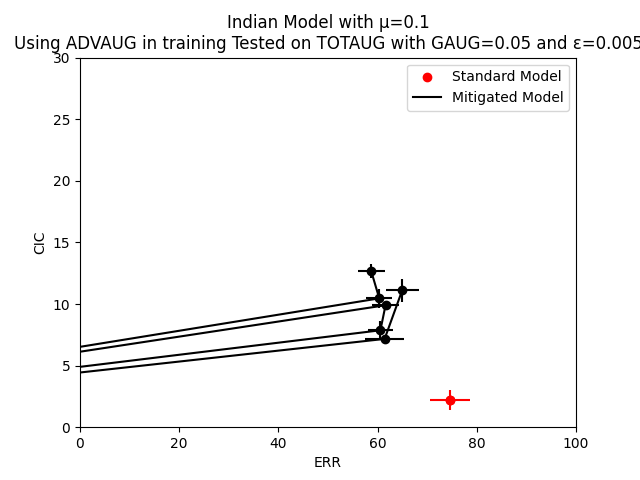 Indian Model with μ=0.1
Using ADVAUG in training Tested on TOTAUG with GAUG=0.05 and ε=0.005
30
25
20
15
10
5
0
CIC
Standard Model
Mitigated Model
0 20 40 60 80 100
ERR